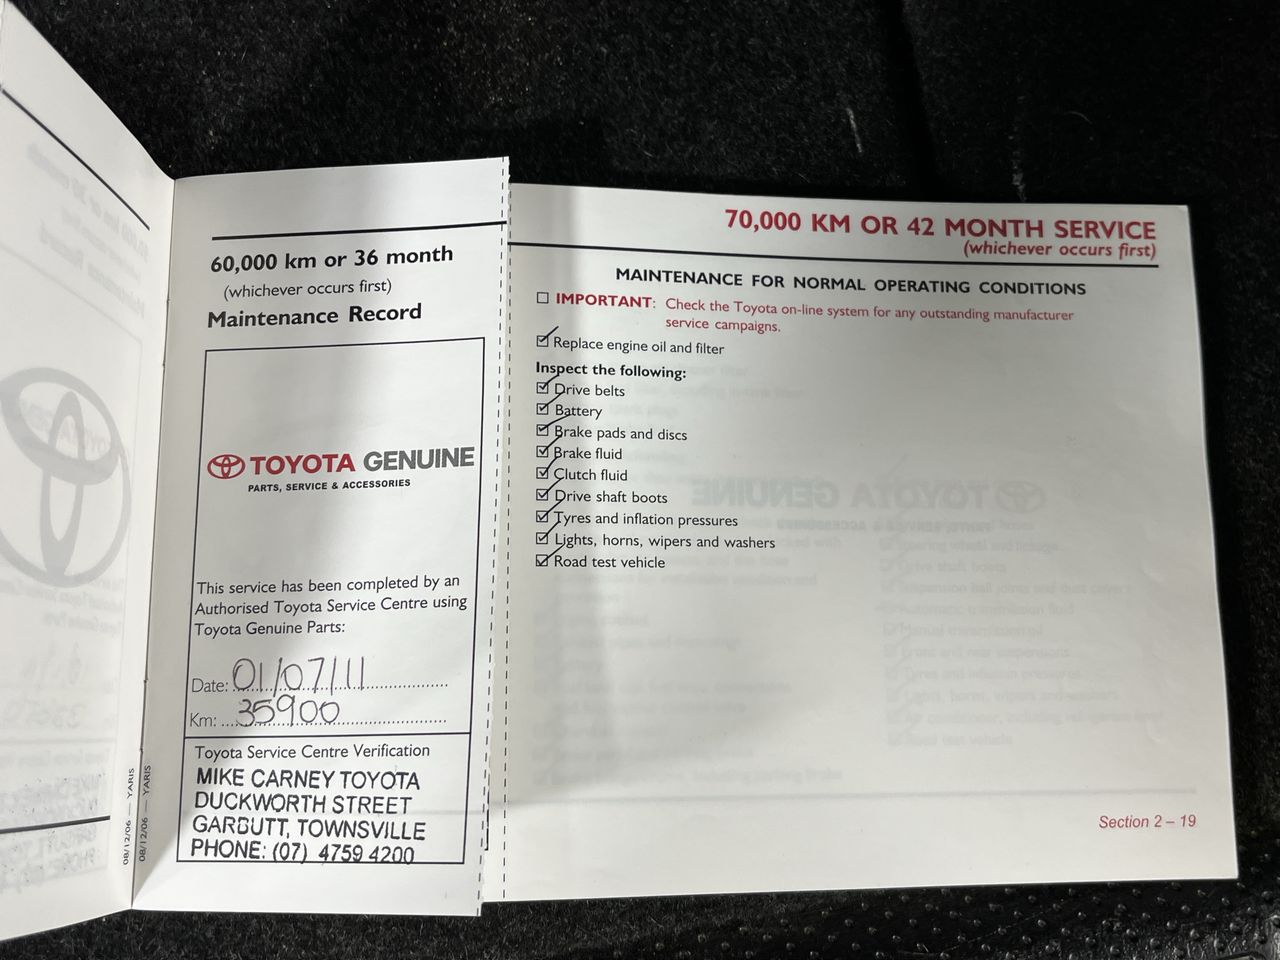 60,000 km or 36 month
(whichever occurs first)
Maintenance Record
TOYOTA GENUINE
PARTS, SERVICE & ACCESSORIES
This service has been completed by an
Authorised Toyota Service Centre using
Toyota Genuine Parts:
Date: 01/07/11
Km: 35900
Toyota Service Centre Verification
MIKE CARNEY TOYOTA
DUCKWORTH STREET
GARBUTT, TOWNSVILLE
PHONE: (07) 4759 4200
08/12/06 — YARIS
08/12/06 — YARIS
70,000 KM OR 42 MONTH SERVICE
(whichever occurs first)
MAINTENANCE FOR NORMAL OPERATING CONDITIONS
IMPORTANT: Check the Toyota on-line system for any outstanding manufacturer
service campaigns.
Replace engine oil and filter
Inspect the following:
Drive belts
Battery
Brake pads and discs
Brake fluid
Clutch fluid
Drive shaft boots
Tyres and inflation pressures
Lights, horns, wipers and washers
Road test vehicle
Section 2 – 19